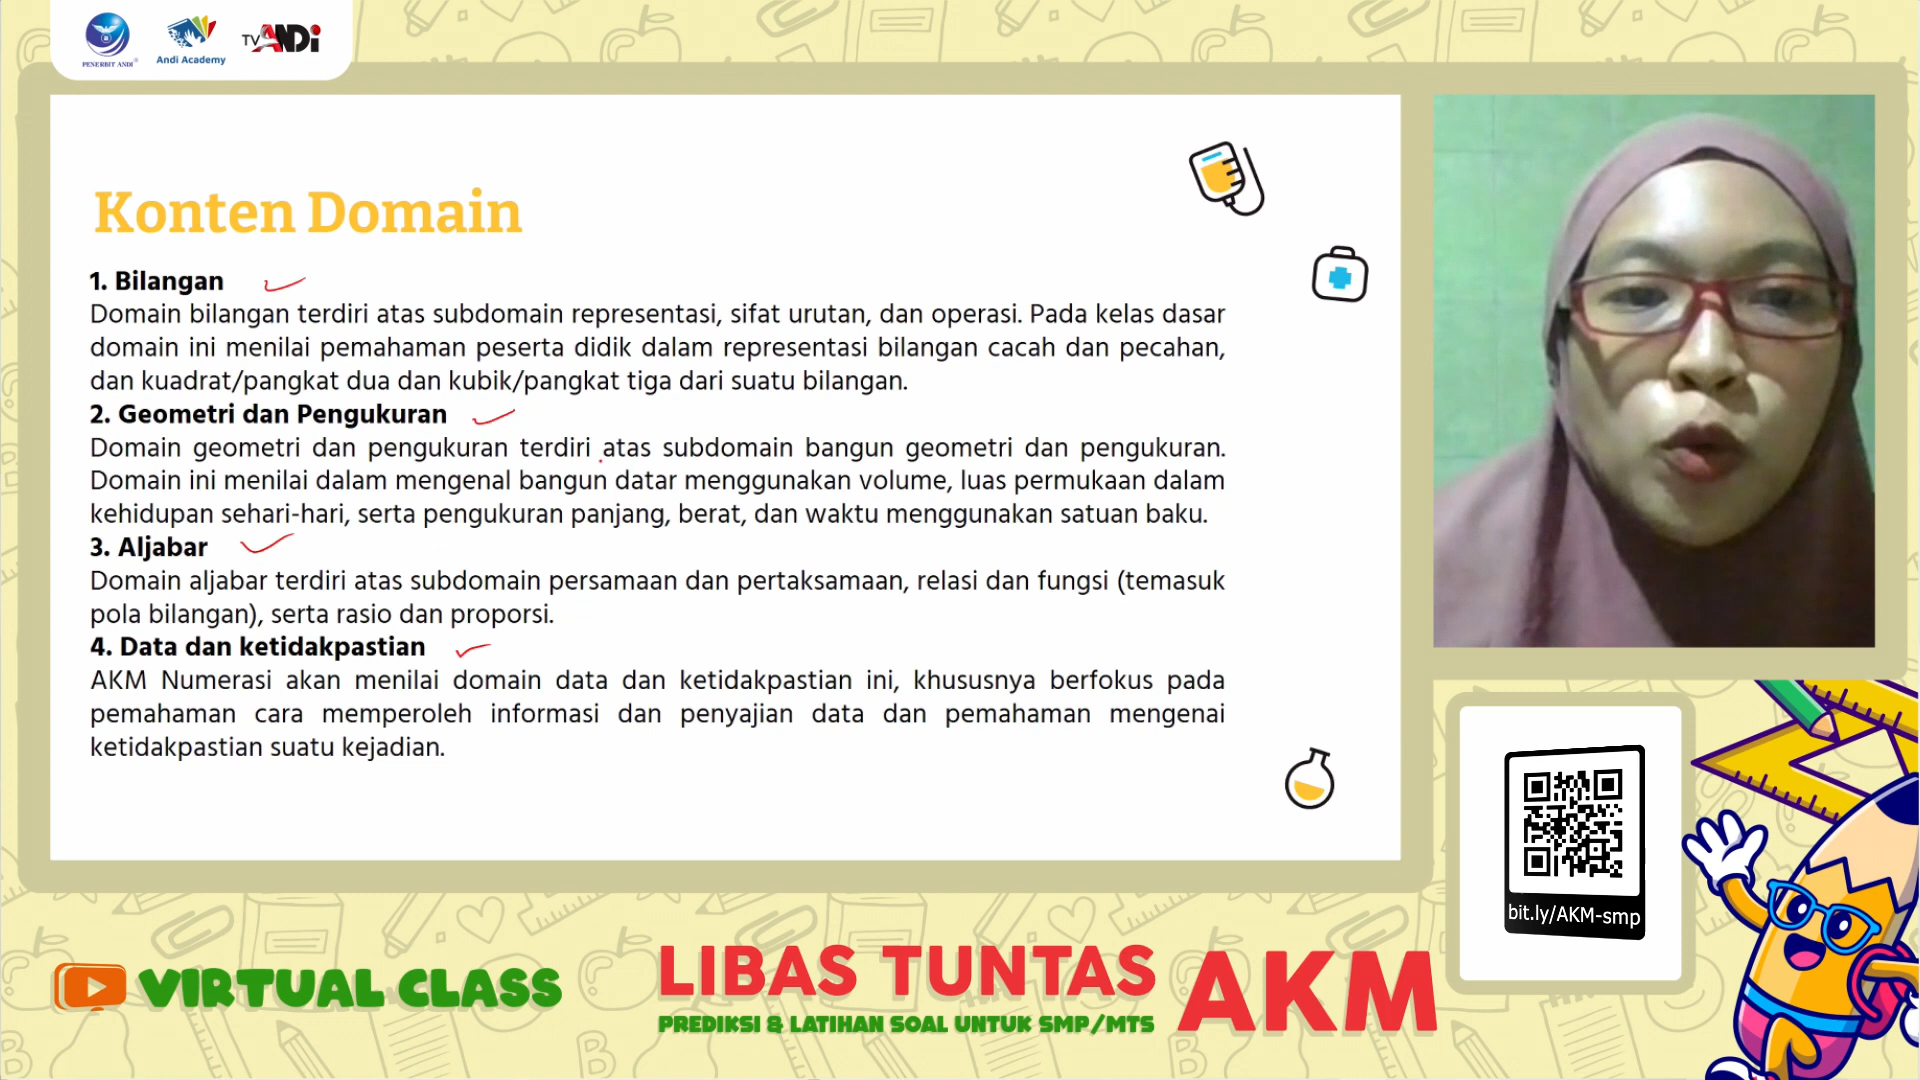 PENERBIT ANDI
Andi Academy
TV ANDi
Konten Domain
1. Bilangan
Domain bilangan terdiri atas subdomain representasi, sifat urutan, dan operasi. Pada kelas dasar
domain ini menilai pemahaman peserta didik dalam representasi bilangan cacah dan pecahan,
dan kuadrat/pangkat dua dan kubik/pangkat tiga dari suatu bilangan.
2. Geometri dan Pengukuran
Domain geometri dan pengukuran terdiri atas subdomain bangun geometri dan pengukuran.
Domain ini menilai dalam mengenal bangun datar menggunakan volume, luas permukaan dalam
kehidupan sehari-hari, serta pengukuran panjang, berat, dan waktu menggunakan satuan baku.
3. Aljabar
Domain aljabar terdiri atas subdomain persamaan dan pertaksamaan, relasi dan fungsi (temasuk
pola bilangan), serta rasio dan proporsi.
4. Data dan ketidakpastian
AKM Numerasi akan menilai domain data dan ketidakpastian ini, khususnya berfokus pada
pemahaman cara memperoleh informasi dan penyajian data dan pemahaman mengenai
ketidakpastian suatu kejadian.
bit.ly/AKM-smp
VIRTUAL CLASS
LIBAS TUNTAS AKM
PREDIKSI & LATIHAN SOAL UNTUK SMP/MTS